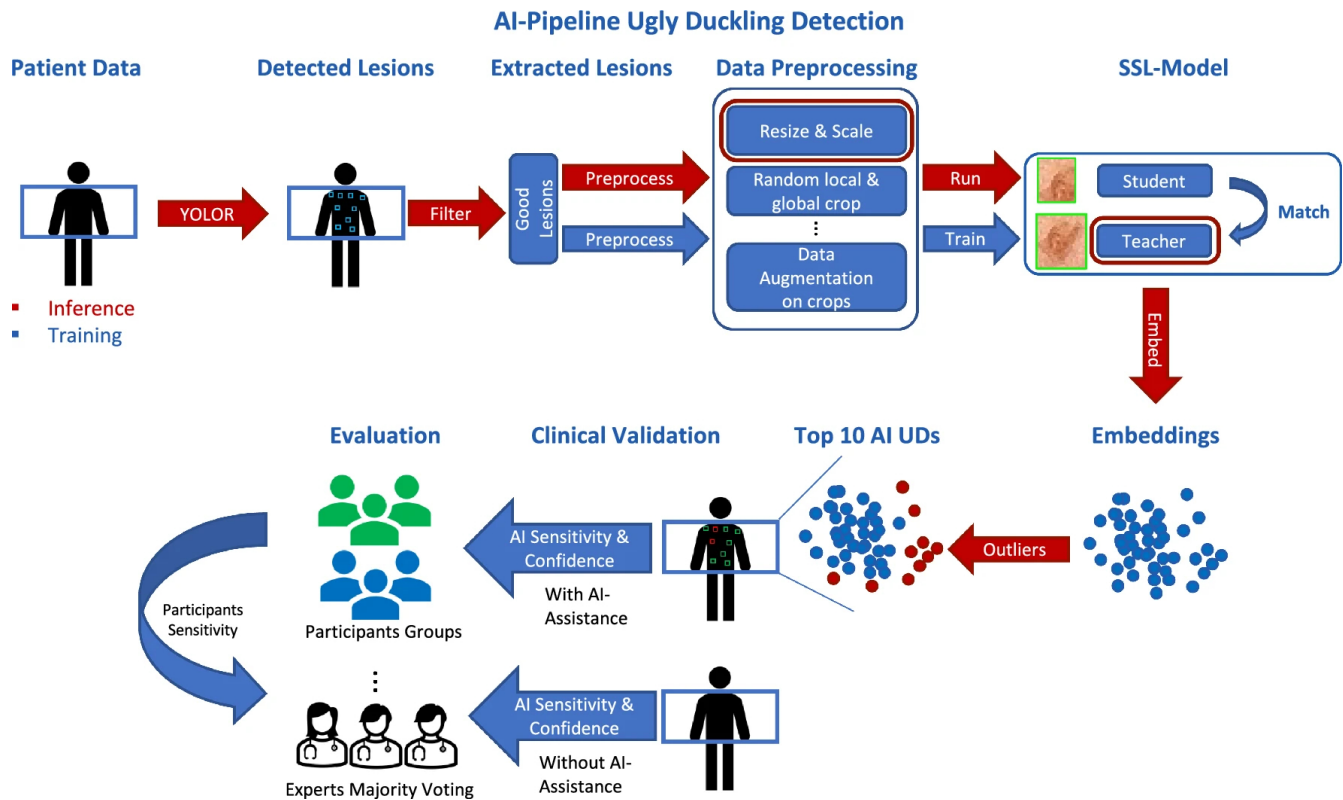 AI-Pipeline Ugly Duckling Detection
Patient Data
Detected Lesions
Extracted Lesions
Data Preprocessing
SSL-Model
YOLOR
Filter
Good
Lesions
Preprocess
Preprocess
Resize & Scale
Random local &
global crop
...
Data
Augmentation
on crops
Run
Train
Student
Teacher
Match
Inference
Training
Embed
Evaluation
Clinical Validation
Top 10 AI UDs
Embeddings
Outliers
AI Sensitivity &
Confidence
With AI-
Assistance
Participants
Sensitivity
Participants Groups
...
AI Sensitivity &
Confidence
Without AI-
Assistance
Experts Majority Voting